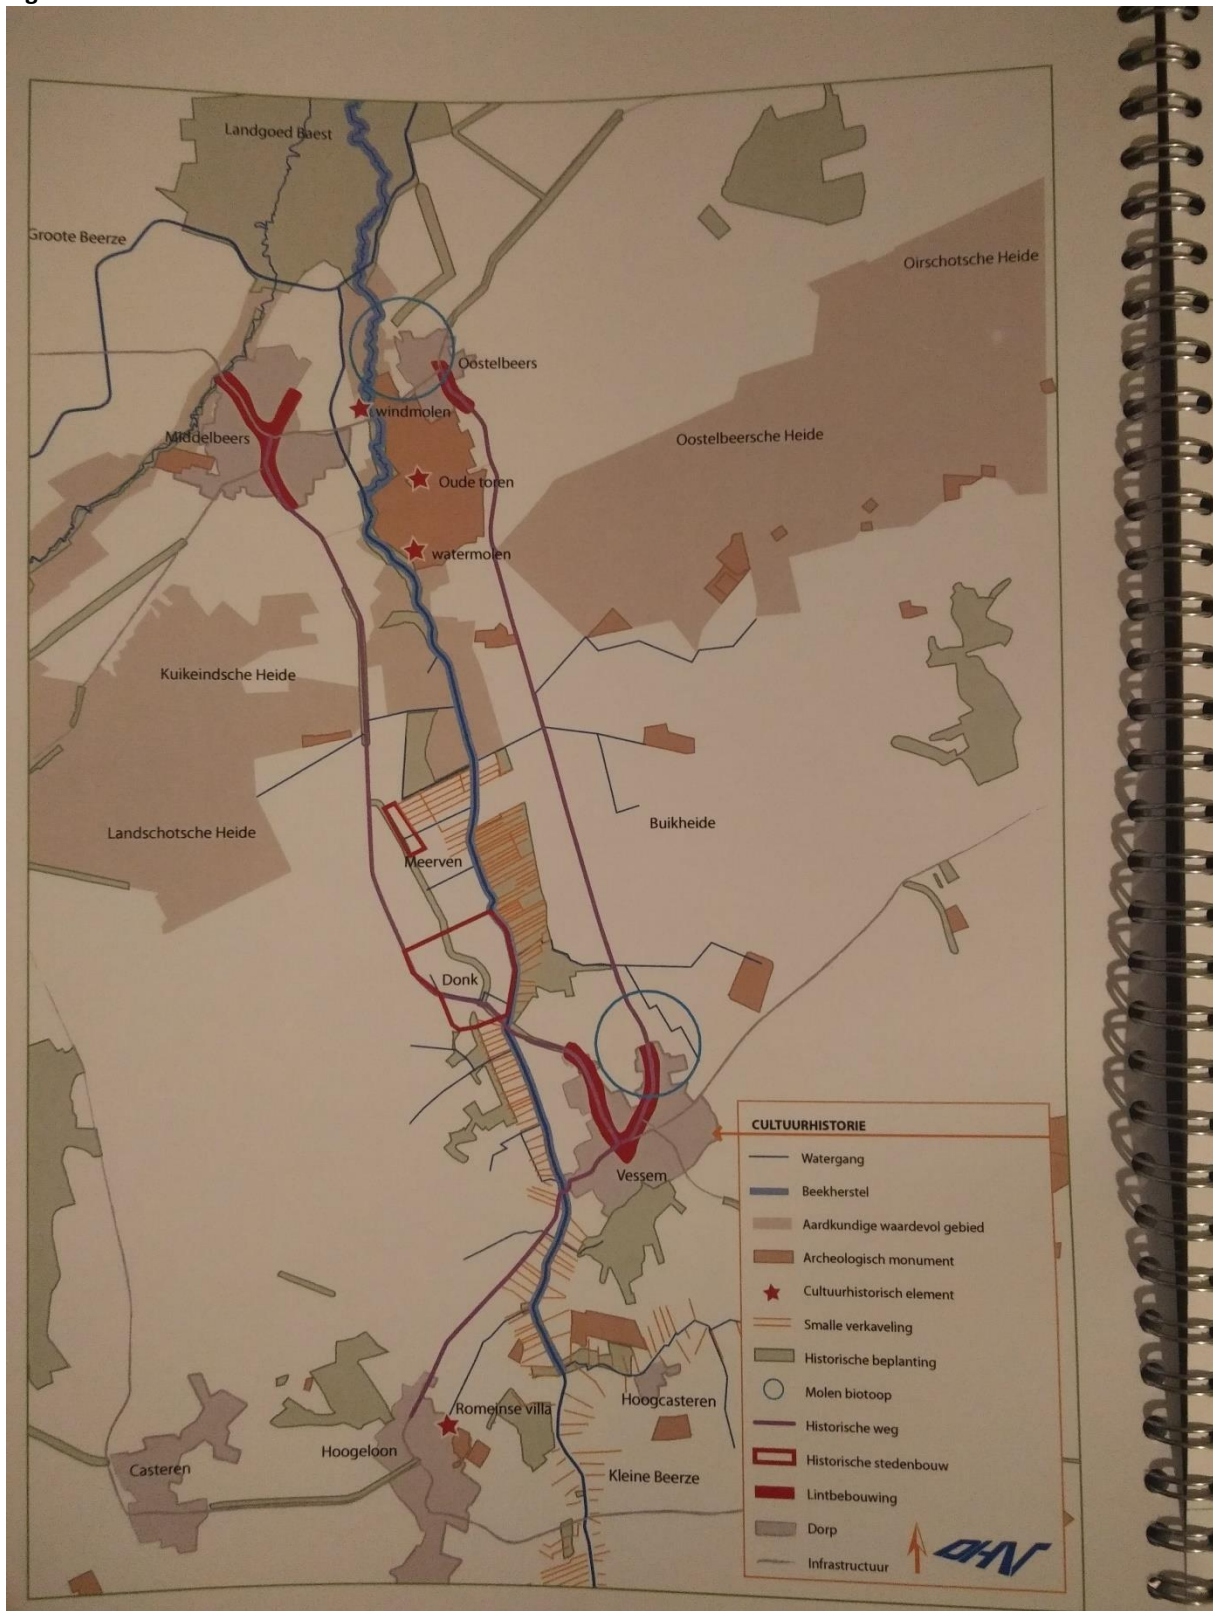 Landgoed Baest
Groote Beerze
Oirschotsche Heide
Oostelbeers
windmolen
Middelbeers
Oostelbeersche Heide
Oude toren
watermolen
Kuikeindsche Heide
Landschotsche Heide
Buikheide
Meerven
Donk
Vessem
Hoogcasteren
Romeinse villa
Hoogeloon
Casteren
Kleine Beerze
CULTUURHISTORIE
Watergang
Beekherstel
Aardkundige waardevol gebied
Archeologisch monument
Cultuurhistorisch element
Smalle verkaveling
Historische beplanting
Molen biotoop
Historische weg
Historische stedenbouw
Lintbebouwing
Dorp
Infrastructuur
DHV